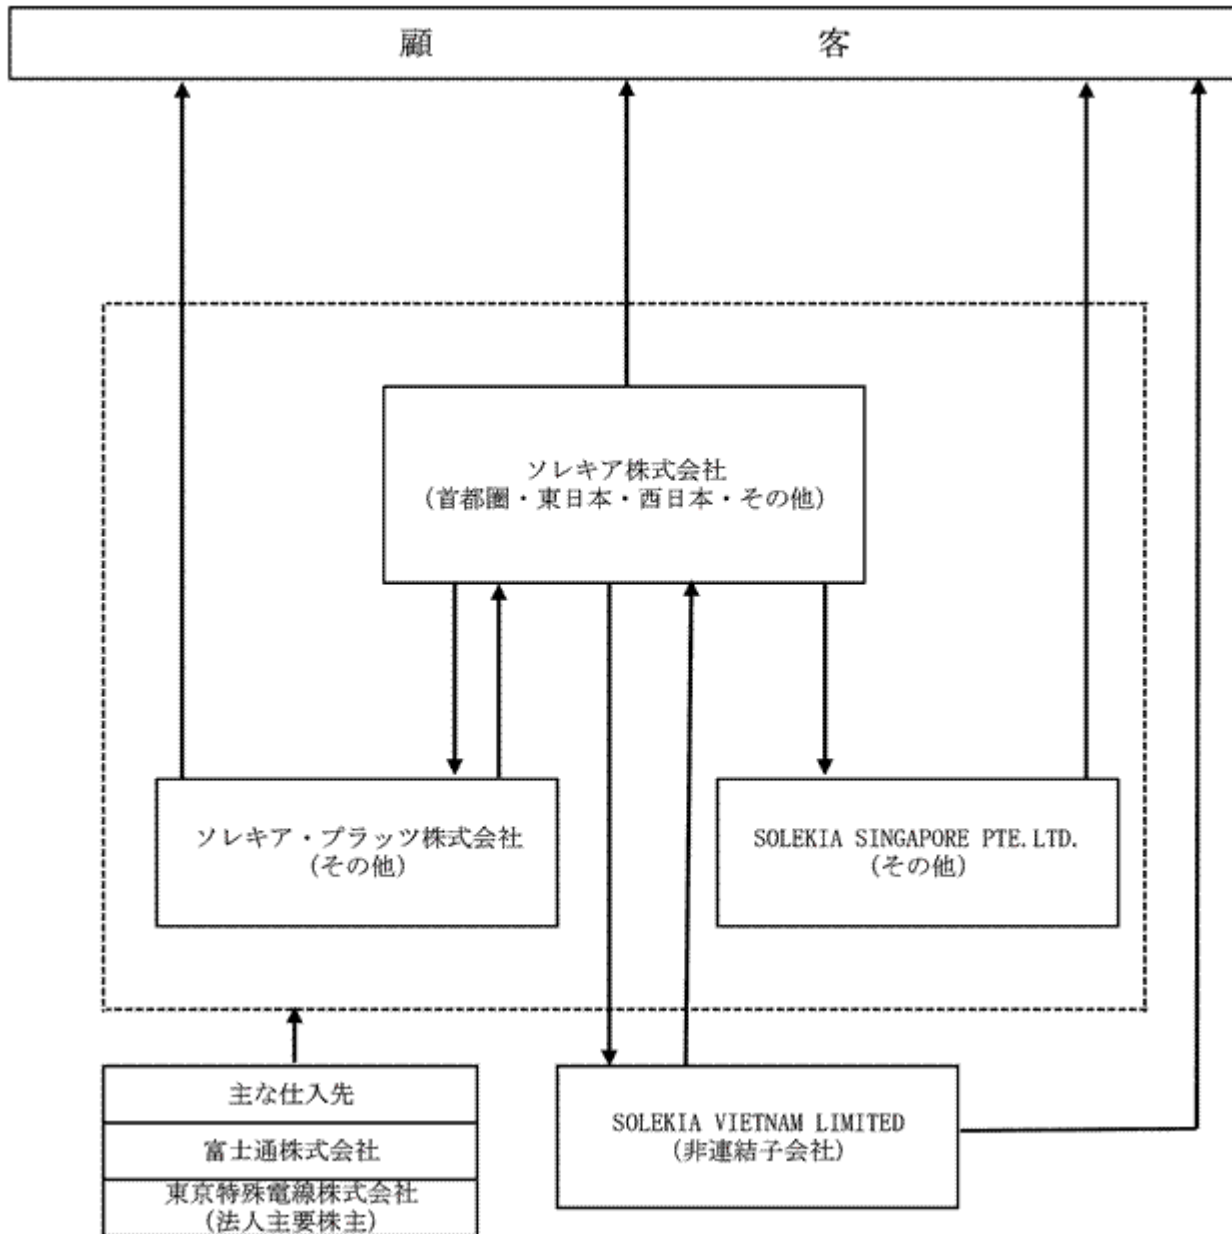 顧客
ソレキア株式会社
(首都圏・東日本・西日本・その他)
ソレキア・プラッツ株式会社
(その他)
SOLEKIA SINGAPORE PTE.LTD.
(その他)
主な仕入先
富士通株式会社
東京特殊電線株式会社
(法人主要株主)
SOLEKIA VIETNAM LIMITED
(非連結子会社)